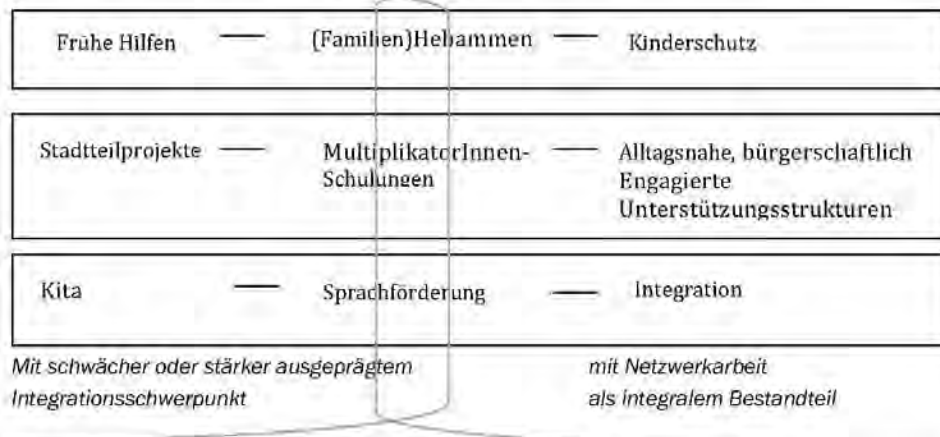 Frühe Hilfen — (Familien)Hebammen — Kinderschutz
Stadtteilprojekte — MultiplikatorInnen- — Alltagsnahe, bürgerschaftlich
Schulungen Engagierte
Unterstützungsstrukturen
Kita — Sprachförderung — Integration
Mit schwächer oder stärker ausgeprägtem mit Netzwerkarbeit
Integrationsschwerpunkt als integralem Bestandteil